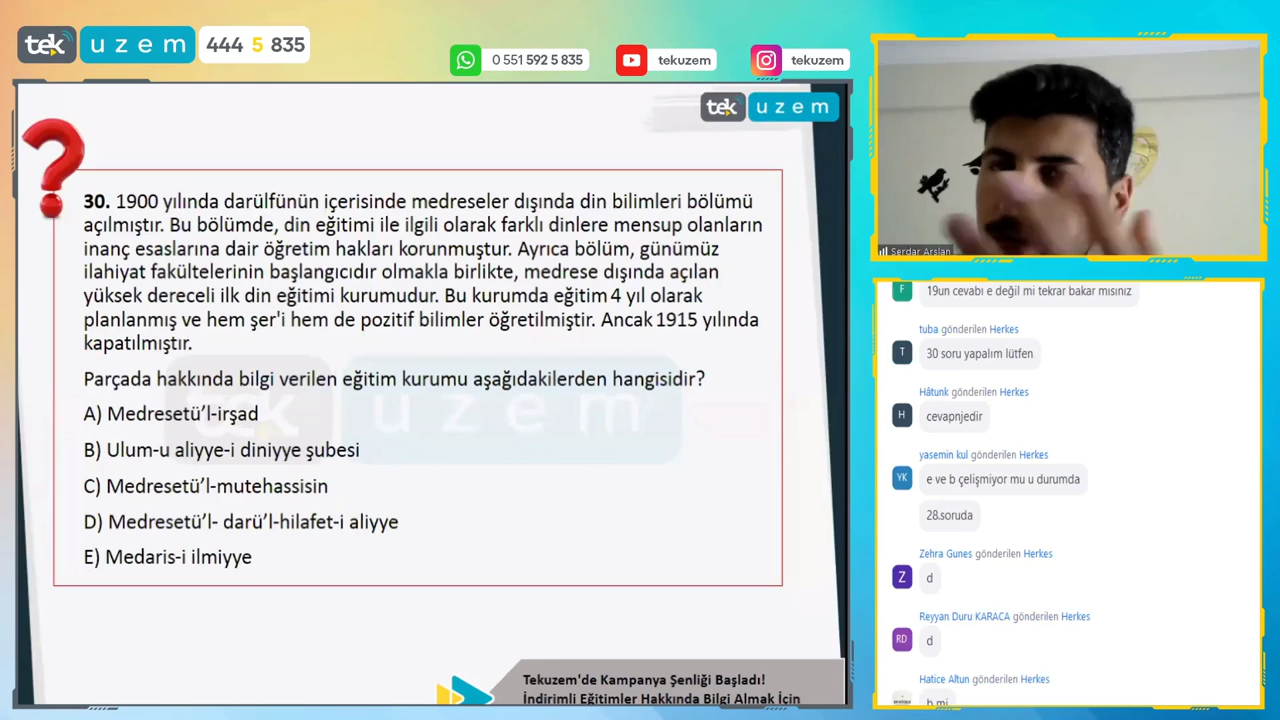 tek uzem 444 5 835
0 551 592 5 835 tekuzem tekuzem
tek uzem
30. 1900 yılında darülfünün içerisinde medreseler dışında din bilimleri bölümü
açılmıştır. Bu bölümde, din eğitimi ile ilgili olarak farklı dinlere mensup olanların
inanç esaslarına dair öğretim hakları korunmuştur. Ayrıca bölüm, günümüz
ilahiyat fakültelerinin başlangıcıdır olmakla birlikte, medrese dışında açılan
yüksek dereceli ilk din eğitimi kurumudur. Bu kurumda eğitim 4 yıl olarak
planlanmış ve hem şer'i hem de pozitif bilimler öğretilmiştir. Ancak 1915 yılında
kapatılmıştır.
Parçada hakkında bilgi verilen eğitim kurumu aşağıdakilerden hangisidir?
A) Medresetü’l-irşad
B) Ulum-u aliyye-i diniyye şubesi
C) Medresetü’l-mutehassisin
D) Medresetü’l- darü’l-hilafet-i aliyye
E) Medaris-i ilmiyye
tek uzem
Tekuzem'de Kampanya Şenliği Başladı!
İndirimli Eğitimler Hakkında Bilgi Almak İçin
Serdar Arslan
F
19un cevabı e değil mi tekrar bakar mısınız
tuba gönderilen Herkes
T
30 soru yapalım lütfen
Hâtunk gönderilen Herkes
H
cevapnjedir
yasemin kul gönderilen Herkes
YK
e ve b çelişmiyor mu u durumda
28.soruda
Zehra Gunes gönderilen Herkes
Z
d
Reyyan Duru KARACA gönderilen Herkes
RD
d
Hatice Altun gönderilen Herkes
b mi